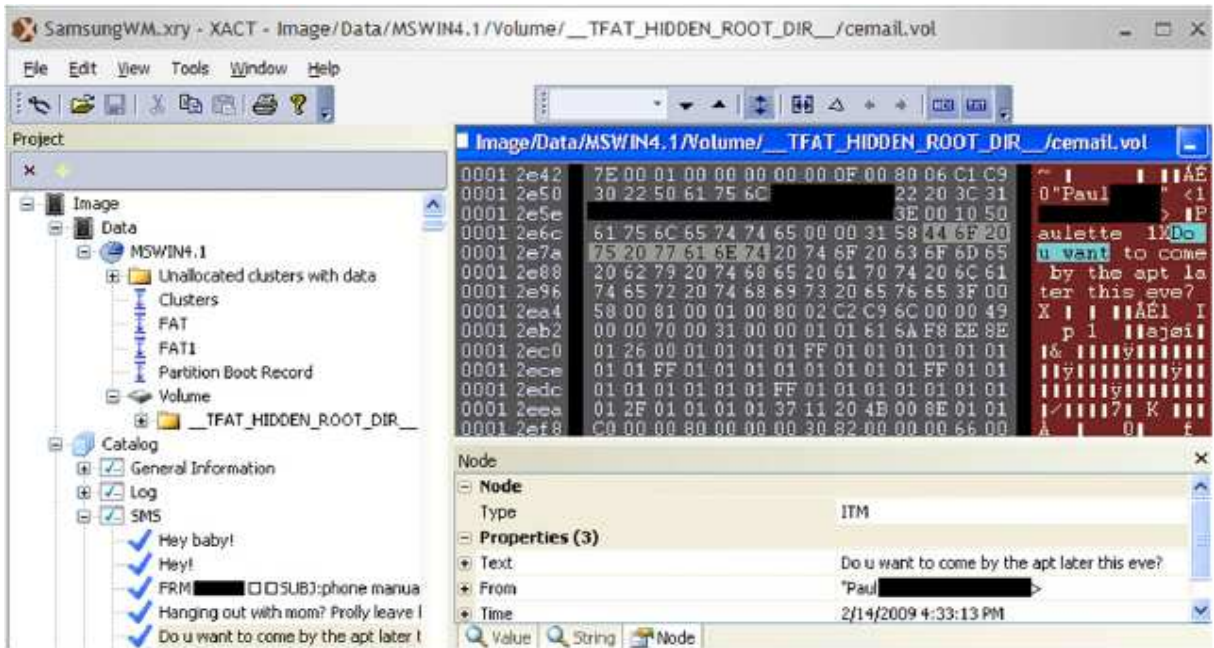 SamsungWM.xry - XACT - Image/Data/MSWIN4.1/Volume/__TFAT_HIDDEN_ROOT_DIR__/cemail.vol
File Edit View Tools Window Help
Project
Image
Data
MSWIN4.1
Unallocated clusters with data
Clusters
FAT
FAT1
Partition Boot Record
Volume
__TFAT_HIDDEN_ROOT_DIR__
Catalog
General Information
Log
SMS
Hey baby!
Hey!
FRM SUBJ:phone manua
Hanging out with mom? Prolly leave l
Do u want to come by the apt later t
Image/Data/MSWIN4.1/Volume/__TFAT_HIDDEN_ROOT_DIR__/cemail.vol
0001 2e42 7E 00 01 00 00 00 00 00 0F 00 80 06 C1 C9 ~ ÁÉ
0001 2e50 30 22 50 61 75 6C 22 20 3C 31 0"Paul " <1
0001 2e5e 3E 00 10 50 > P
0001 2e6c 61 75 6C 65 74 74 65 00 00 31 58 44 6F 20 aulette 1XDo
0001 2e7a 75 20 77 61 6E 74 20 74 6F 20 63 6F 6D 65 u want to come
0001 2e88 20 62 79 20 74 68 65 20 61 70 74 20 6C 61 by the apt la
0001 2e96 74 65 72 20 74 68 69 73 20 65 76 65 3F 00 ter this eve?
0001 2ea4 58 00 81 00 01 00 80 02 C2 C9 6C 00 00 49 X ÂÉl I
0001 2eb2 00 00 70 00 31 00 00 01 01 61 6A F8 EE 8E p 1 ajøî
0001 2ec0 01 26 00 01 01 01 01 FF 01 01 01 01 01 01 & ÿ
0001 2ece 01 01 FF 01 01 01 01 01 01 01 01 FF 01 01 ÿ ÿ
0001 2edc 01 01 01 01 01 01 FF 01 01 01 01 01 01 01 ÿ
0001 2eea 01 2F 01 01 01 01 37 11 20 4B 00 8E 01 01 / 7 K
0001 2ef8 C0 00 00 80 00 00 00 30 82 00 00 00 66 00 À 0 f
Node
Node
Type ITM
Properties (3)
Text Do u want to come by the apt later this eve?
From "Paul >
Time 2/14/2009 4:33:13 PM
Value String Node